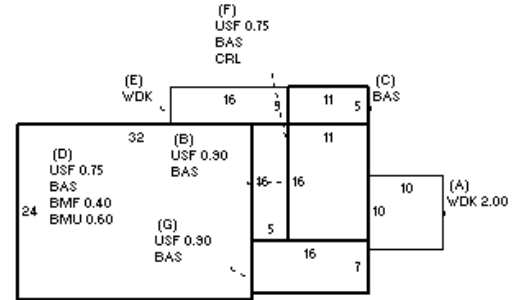 (F)
USF 0.75
BAS
CRL
(E)
WDK
(C)
BAS
16
9
11
5
32
(D)
USF 0.75
BAS
BMF 0.40
BMU 0.60
(B)
USF 0.90
BAS
11
16
16
24
10
10
(A)
WDK 2.00
5
(G)
USF 0.90
BAS
16
7